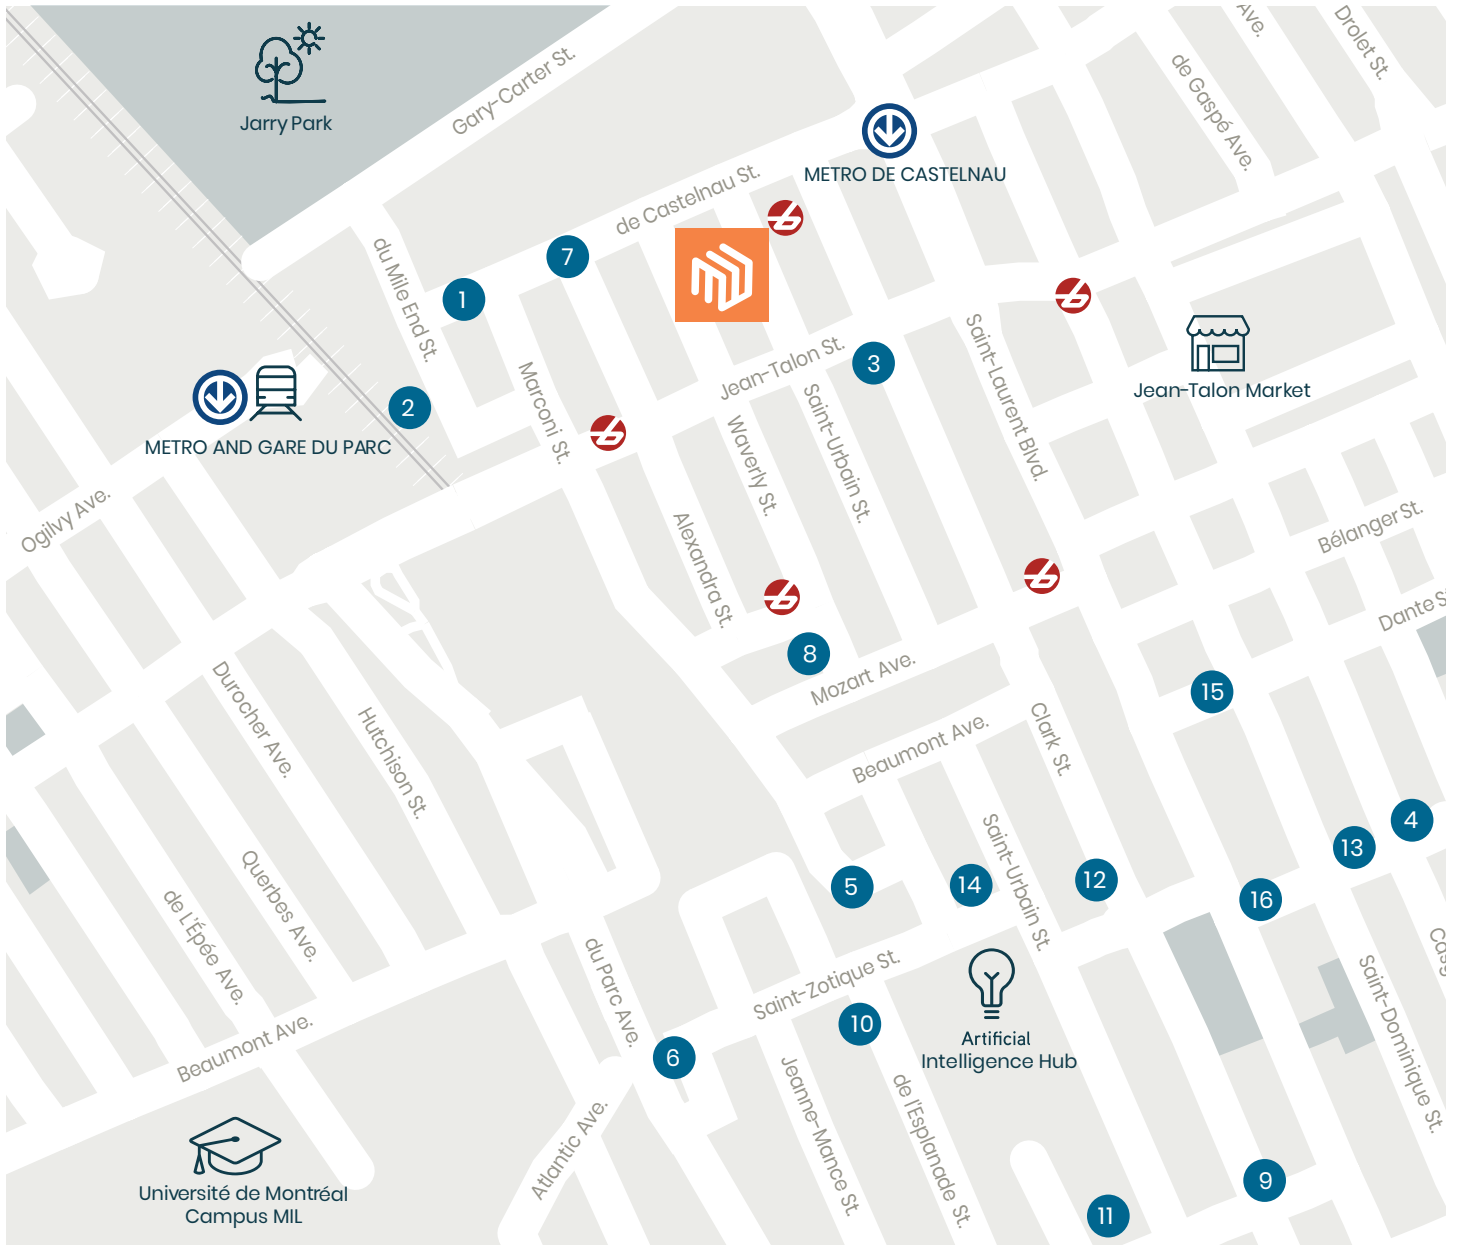 Ave.
Drolet St.
Gary-Carter St.
de Gaspé Ave.
Jarry Park
METRO DE CASTELNAU
de Castelnau St.
7
1
du Mile End St.
Saint-Laurent Blvd.
Jean-Talon St.
3
Jean-Talon Market
Marconi St.
2
Saint-Urbain St.
Waverly St.
METRO AND GARE DU PARC
Ogilvy Ave.
Bélanger St.
Alexandra St.
Dante S
8
Mozart Ave.
15
Durocher Ave.
Hutchison St.
Clark St.
Beaumont Ave.
Saint-Urbain St.
4
13
Querbes Ave.
de L'Épée Ave.
5
14
12
16
du Parc Ave.
Saint-Zotique St.
Casg
Saint-Dominique St.
10
Artificial
Intelligence Hub
Beaumont Ave.
6
Jeanne-Mance St.
de l'Esplanade St.
Atlantic Ave.
Université de Montréal
Campus MIL
9
11